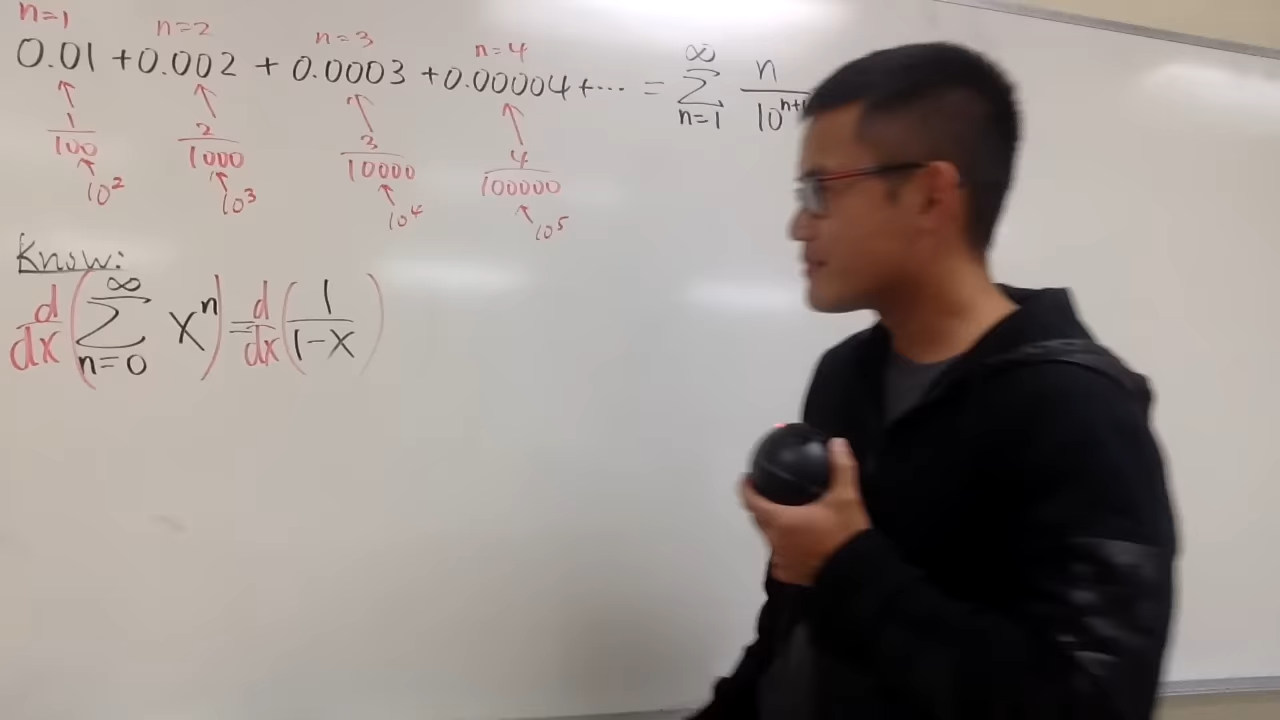 n=1 n=2 n=3 n=4
0.01 + 0.002 + 0.0003 + 0.00004 + ⋯ = ∑_{n=1}^{∞} n/10^{n+1}
1/100 2/1000 3/10000 4/100000
10^2 10^3 10^4 10^5
Know:
d/dx (∑_{n=0}^{∞} x^n) = d/dx (1/(1-x))